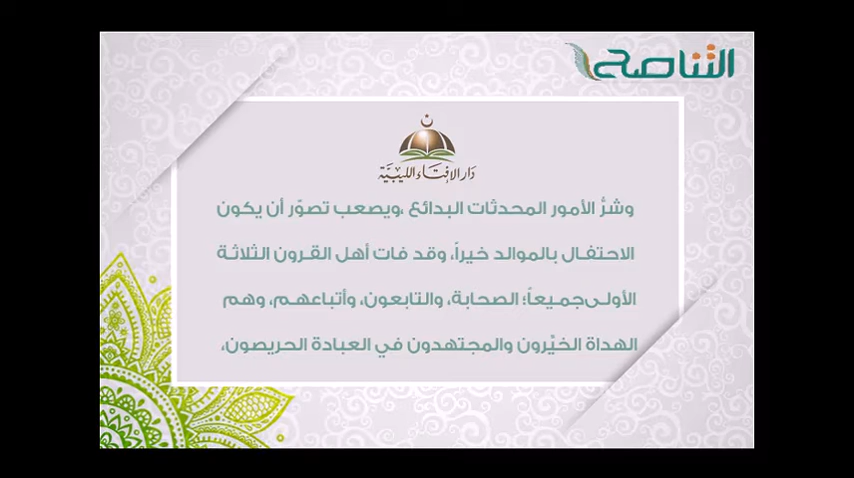 التناصح
دار الإفتاء الليبية
وشرُّ الأمور المحدثات البدائع ،ويصعب تصوّر أن يكون
الاحتفال بالموالد خيراً، وقد فات أهل القرون الثلاثة
الأولى جميعاً؛ الصحابة، والتابعون، وأتباعهم، وهم
الهداة الخيِّرون والمجتهدون في العبادة الحريصون،